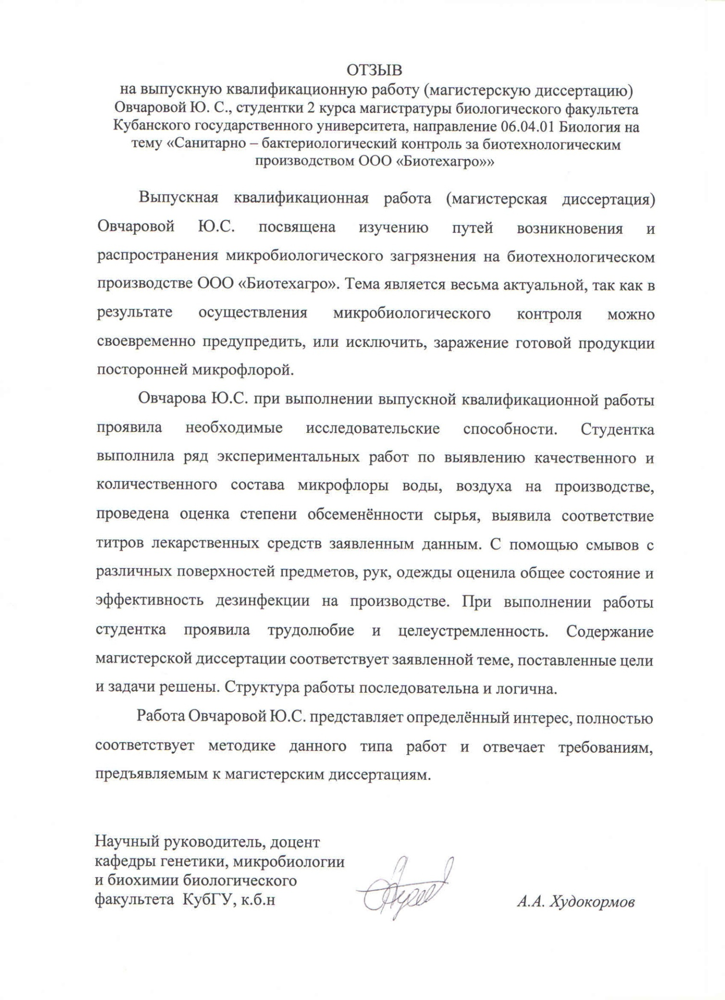 ОТЗЫВ
на выпускную квалификационную работу (магистерскую диссертацию)
Овчаровой Ю. С., студентки 2 курса магистратуры биологического факультета
Кубанского государственного университета, направление 06.04.01 Биология на
тему «Санитарно – бактериологический контроль за биотехнологическим
производством ООО «Биотехагро»»
Выпускная квалификационная работа (магистерская диссертация)
Овчаровой Ю.С. посвящена изучению путей возникновения и
распространения микробиологического загрязнения на биотехнологическом
производстве ООО «Биотехагро». Тема является весьма актуальной, так как в
результате осуществления микробиологического контроля можно
своевременно предупредить, или исключить, заражение готовой продукции
посторонней микрофлорой.
Овчарова Ю.С. при выполнении выпускной квалификационной работы
проявила необходимые исследовательские способности. Студентка
выполнила ряд экспериментальных работ по выявлению качественного и
количественного состава микрофлоры воды, воздуха на производстве,
проведена оценка степени обсеменённости сырья, выявила соответствие
титров лекарственных средств заявленным данным. С помощью смывов с
различных поверхностей предметов, рук, одежды оценила общее состояние и
эффективность дезинфекции на производстве. При выполнении работы
студентка проявила трудолюбие и целеустремленность. Содержание
магистерской диссертации соответствует заявленной теме, поставленные цели
и задачи решены. Структура работы последовательна и логична.
Работа Овчаровой Ю.С. представляет определённый интерес, полностью
соответствует методике данного типа работ и отвечает требованиям,
предъявляемым к магистерским диссертациям.
Научный руководитель, доцент
кафедры генетики, микробиологии
и биохимии биологического
факультета КубГУ, к.б.н
А.А. Худокормов